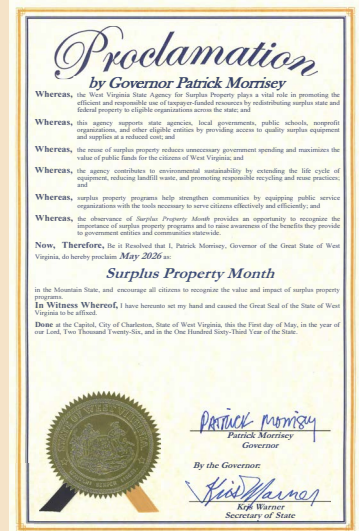 Proclamation
by Governor Patrick Morrisey
Whereas, the West Virginia State Agency for Surplus Property plays a vital role in promoting the
efficient and responsible use of taxpayer-funded resources by redistributing surplus state and
federal property to eligible organizations across the state; and
Whereas, this agency supports state agencies, local governments, public schools, nonprofit
organizations, and other eligible entities by providing access to quality surplus equipment
and supplies at a reduced cost; and
Whereas, the reuse of surplus property reduces unnecessary government spending and maximizes the
value of public funds for the citizens of West Virginia; and
Whereas, the agency contributes to environmental sustainability by extending the life cycle of
equipment, reducing landfill waste, and promoting responsible recycling and reuse practices;
and
Whereas, surplus property programs help strengthen communities by equipping public service
organizations with the tools necessary to serve citizens effectively and efficiently; and
Whereas, the observance of Surplus Property Month provides an opportunity to recognize the
importance of surplus property programs and to raise awareness of the benefits they provide
to government entities and communities statewide.
Now, Therefore, Be it Resolved that I, Patrick Morrisey, Governor of the Great State of West
Virginia, do hereby proclaim May 2026 as:
Surplus Property Month
in the Mountain State, and encourage all citizens to recognize the value and impact of surplus property
programs.
In Witness Whereof, I have hereunto set my hand and caused the Great Seal of the State of West
Virginia to be affixed.
Done at the Capitol, City of Charleston, State of West Virginia, this the First day of May, in the year of
our Lord, Two Thousand Twenty-Six, and in the One Hundred Sixty-Third Year of the State.
Patrick Morrisey
Patrick Morrisey
Governor
By the Governor:
Kris Warner
Kris Warner
Secretary of State